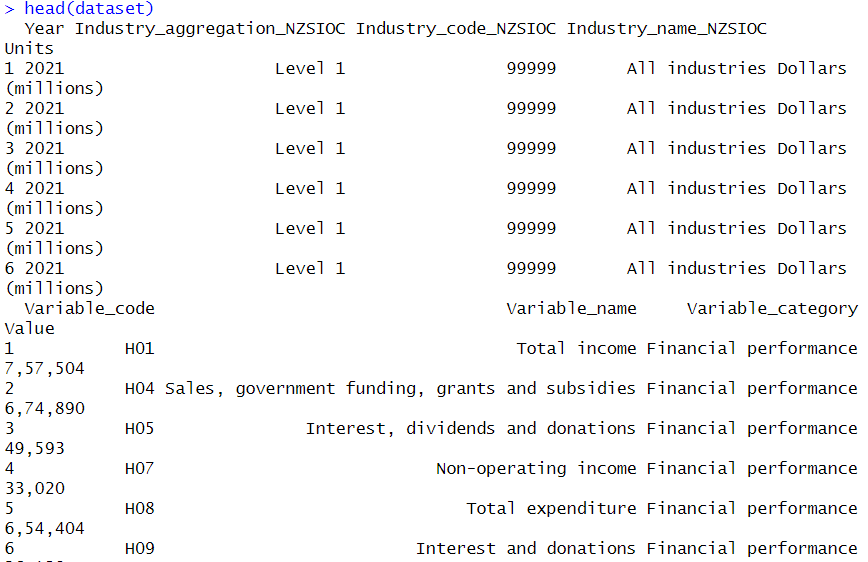 > head(dataset)
Year Industry_aggregation_NZSIOC Industry_code_NZSIOC Industry_name_NZSIOC
Units
1 2021 Level 1 99999 All industries Dollars
(millions)
2 2021 Level 1 99999 All industries Dollars
(millions)
3 2021 Level 1 99999 All industries Dollars
(millions)
4 2021 Level 1 99999 All industries Dollars
(millions)
5 2021 Level 1 99999 All industries Dollars
(millions)
6 2021 Level 1 99999 All industries Dollars
(millions)
Variable_code Variable_name Variable_category
Value
1 H01 Total income Financial performance
7,57,504
2 H04 Sales, government funding, grants and subsidies Financial performance
6,74,890
3 H05 Interest, dividends and donations Financial performance
49,593
4 H07 Non-operating income Financial performance
33,020
5 H08 Total expenditure Financial performance
6,54,404
6 H09 Interest and donations Financial performance